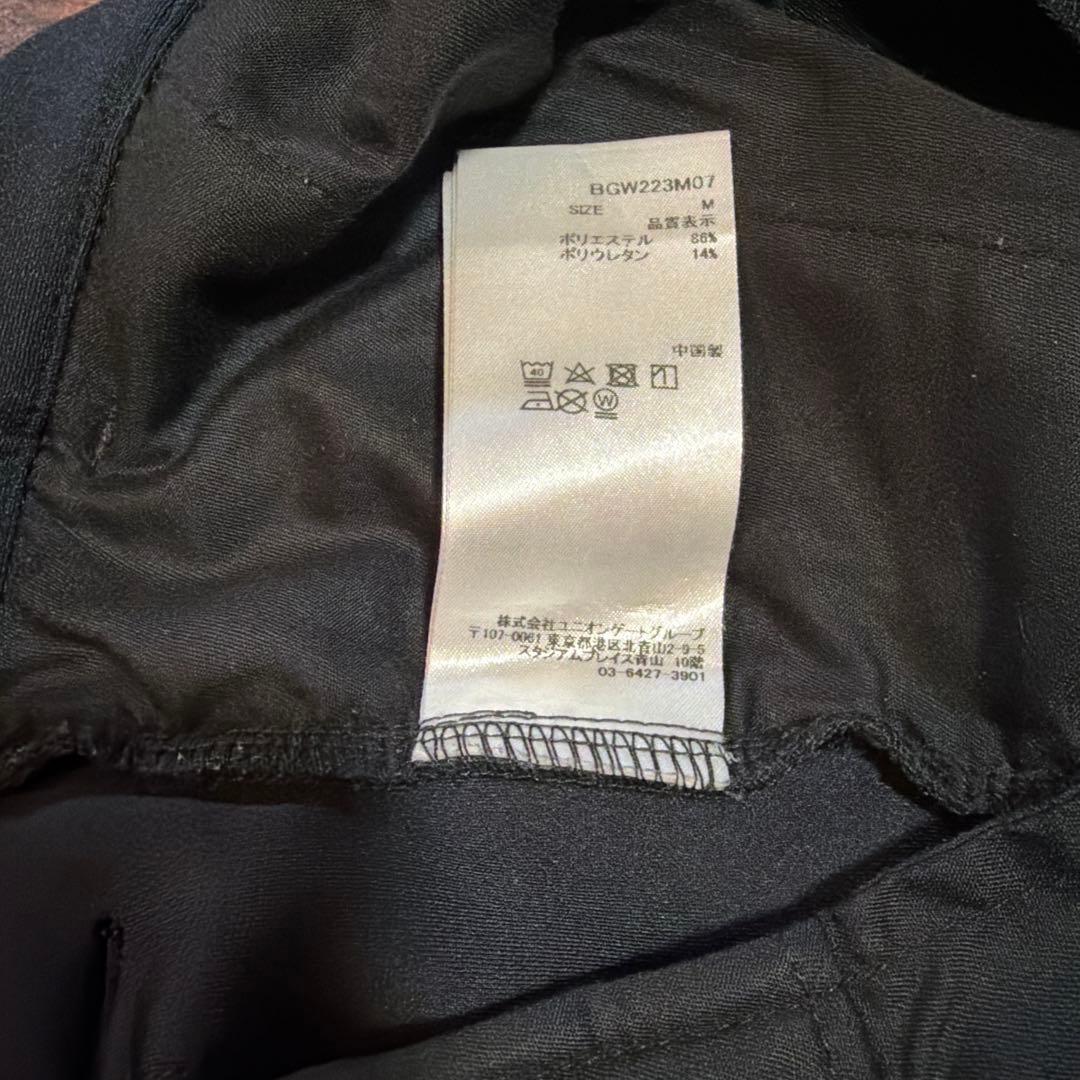 BGW223M07
SIZE M
品質表示
ポリエステル 86%
ポリウレタン 14%
中国製
40
W
株式会社ユニオンゲートグループ
〒107-0061 東京都港区北青山2-9-5
スタジアムプレイス青山 10階
03-6427-3901